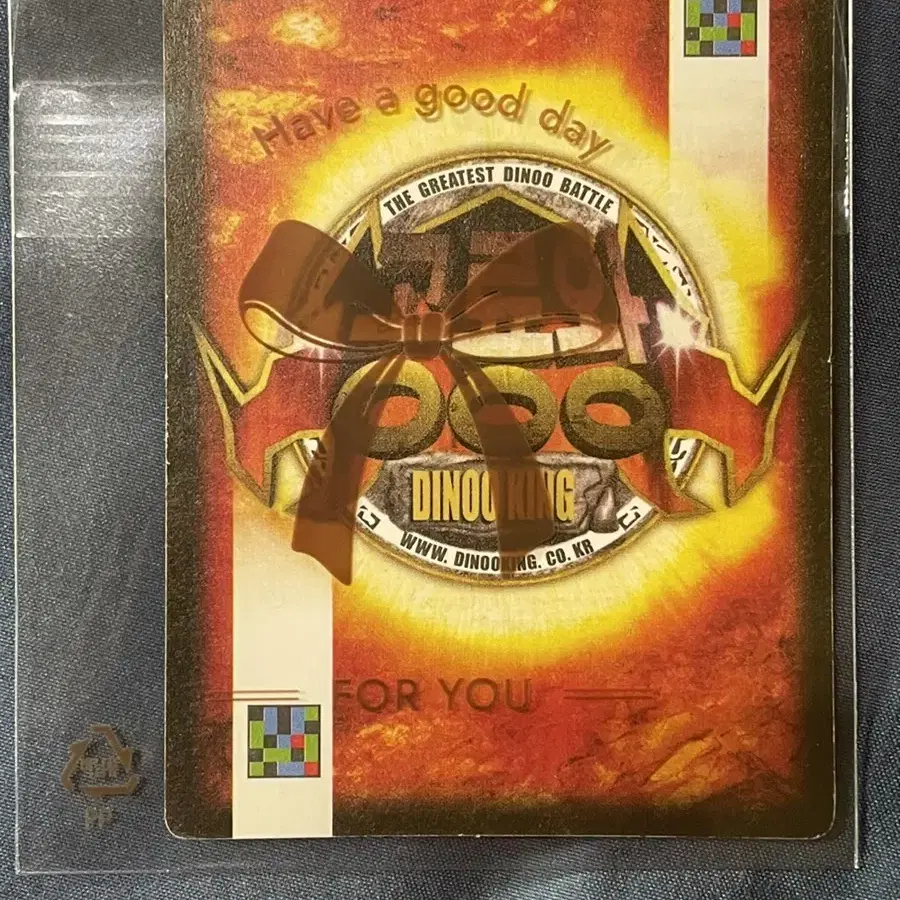 Have a good day
THE GREATEST DINOO BATTLE
DINOO KING
WWW. DINOOKING. CO. KR
FOR YOU
PP